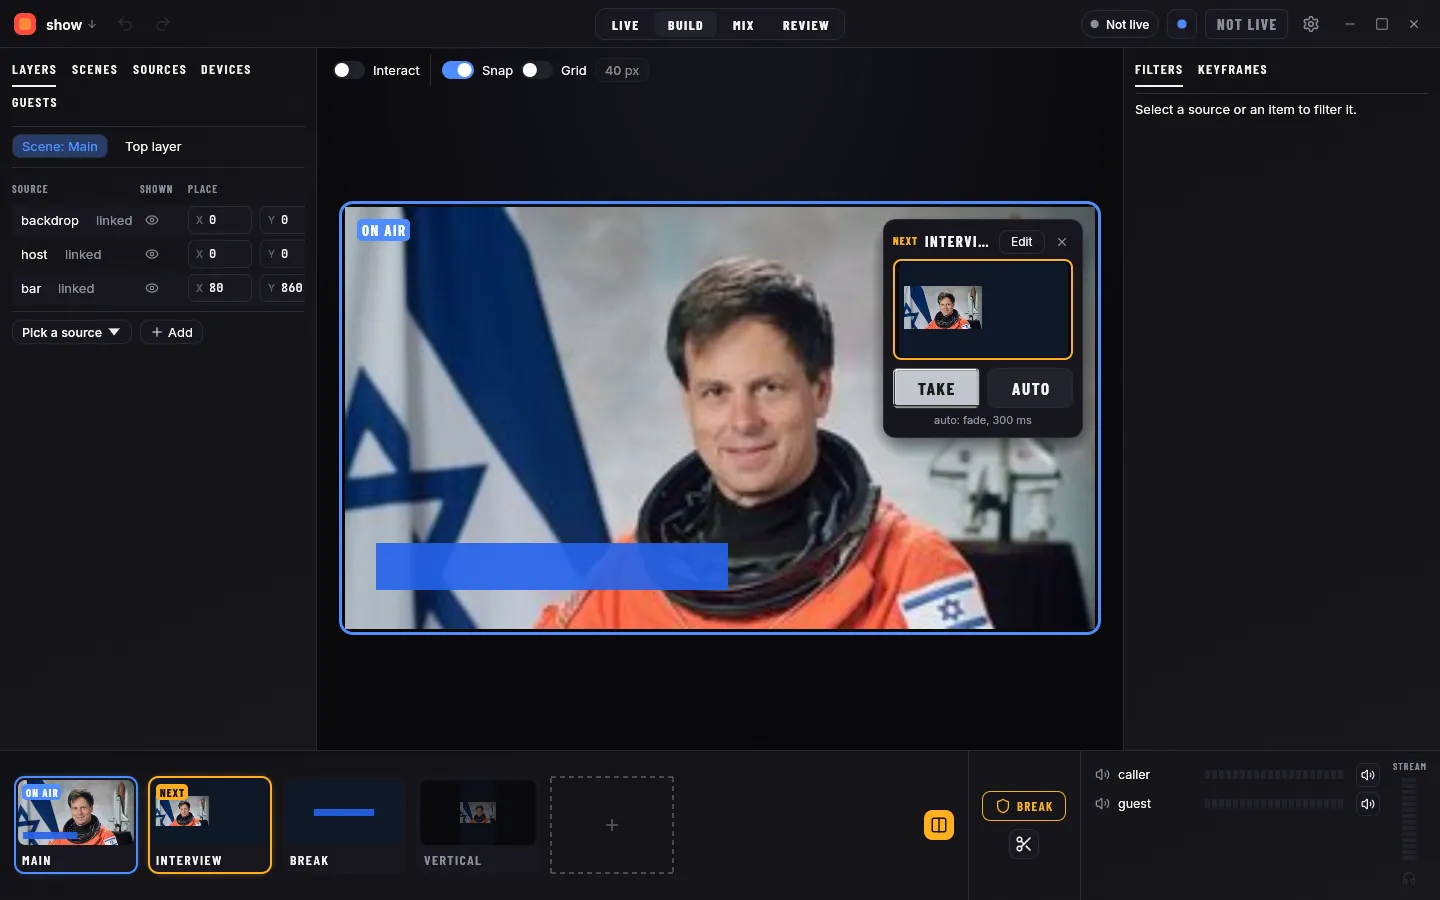 show
LIVE BUILD MIX REVIEW
Not live
NOT LIVE
LAYERS SCENES SOURCES DEVICES
GUESTS
Interact Snap Grid 40 px
FILTERS KEYFRAMES
Select a source or an item to filter it.
Scene: Main Top layer
SOURCE SHOWN PLACE
backdrop linked X 0 Y 0
host linked X 0 Y 0
bar linked X 80 Y 860
Pick a source + Add
ON AIR
NEXT INTERVI... Edit
TAKE AUTO
auto: fade, 300 ms
ON AIR
MAIN
NEXT
INTERVIEW
BREAK
VERTICAL
+
BREAK
caller
guest
STREAM